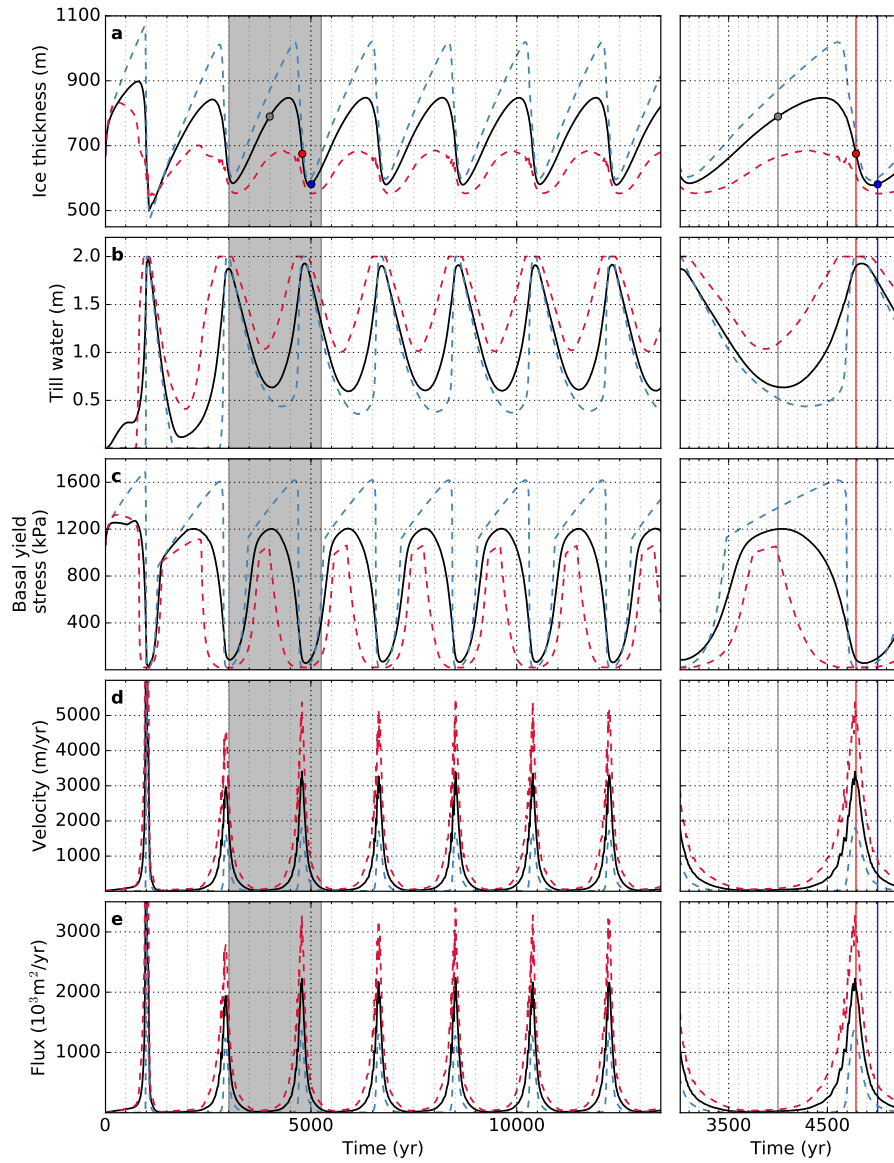 a
1100
900
700
500
Ice thickness (m)
b
2.0
1.5
1.0
0.5
Till water (m)
c
1600
1200
800
400
Basal yield
stress (kPa)
d
5000
4000
3000
2000
1000
Velocity (m/yr)
e
3000
2000
1000
Flux (10³m²/yr)
0 5000 10000 3500 4500
Time (yr) Time (yr)